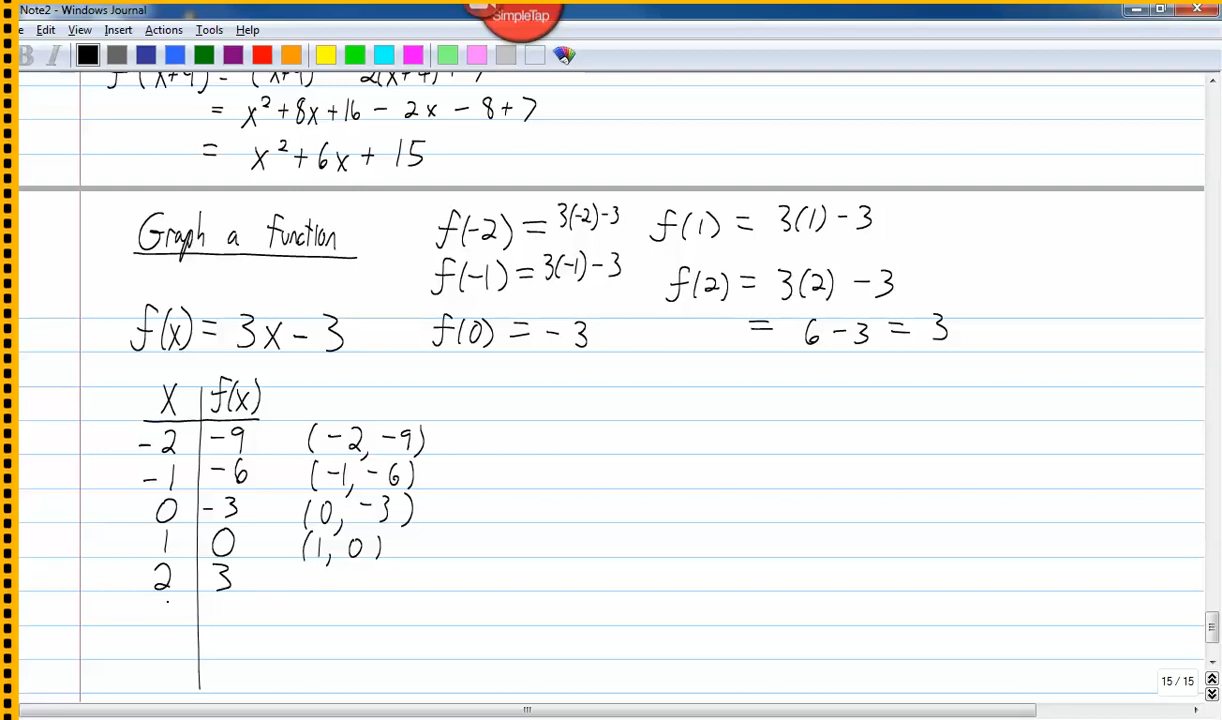 SimpleTap
Note2 - Windows Journal
Edit View Insert Actions Tools Help
B I
= x² + 8x + 16 - 2x - 8 + 7
= x² + 6x + 15
Graph a function
f(-2) = 3(-2) - 3
f(-1) = 3(-1) - 3
f(0) = -3
f(1) = 3(1) - 3
f(2) = 3(2) - 3
= 6 - 3 = 3
f(x) = 3x - 3
x f(x)
-2 -9 (-2, -9)
-1 -6 (-1, -6)
0 -3 (0, -3)
1 0 (1, 0)
2 3
15 / 15